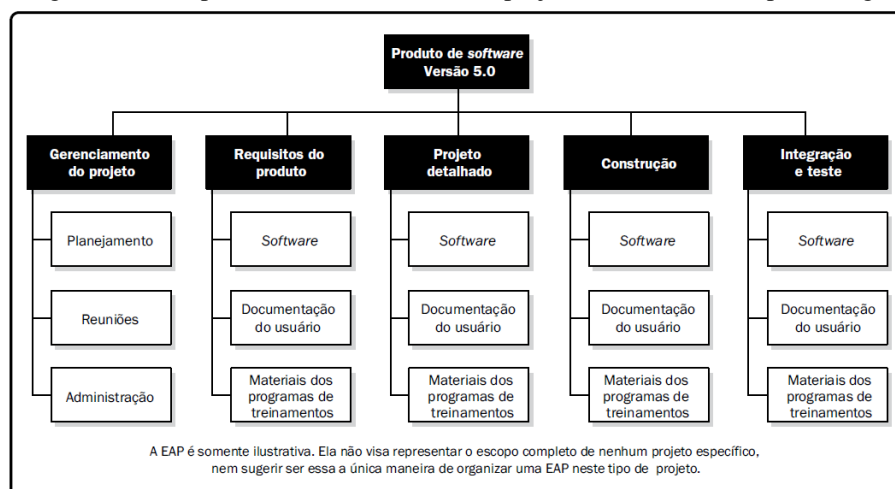 Produto de software
Versão 5.0
Gerenciamento
do projeto
Requisitos do
produto
Projeto
detalhado
Construção
Integração
e teste
Planejamento
Software
Software
Software
Software
Reuniões
Documentação
do usuário
Documentação
do usuário
Documentação
do usuário
Documentação
do usuário
Administração
Materiais dos
programas de
treinamentos
Materiais dos
programas de
treinamentos
Materiais dos
programas de
treinamentos
Materiais dos
programas de
treinamentos
A EAP é somente ilustrativa. Ela não visa representar o escopo completo de nenhum projeto específico,
nem sugerir ser essa a única maneira de organizar uma EAP neste tipo de projeto.